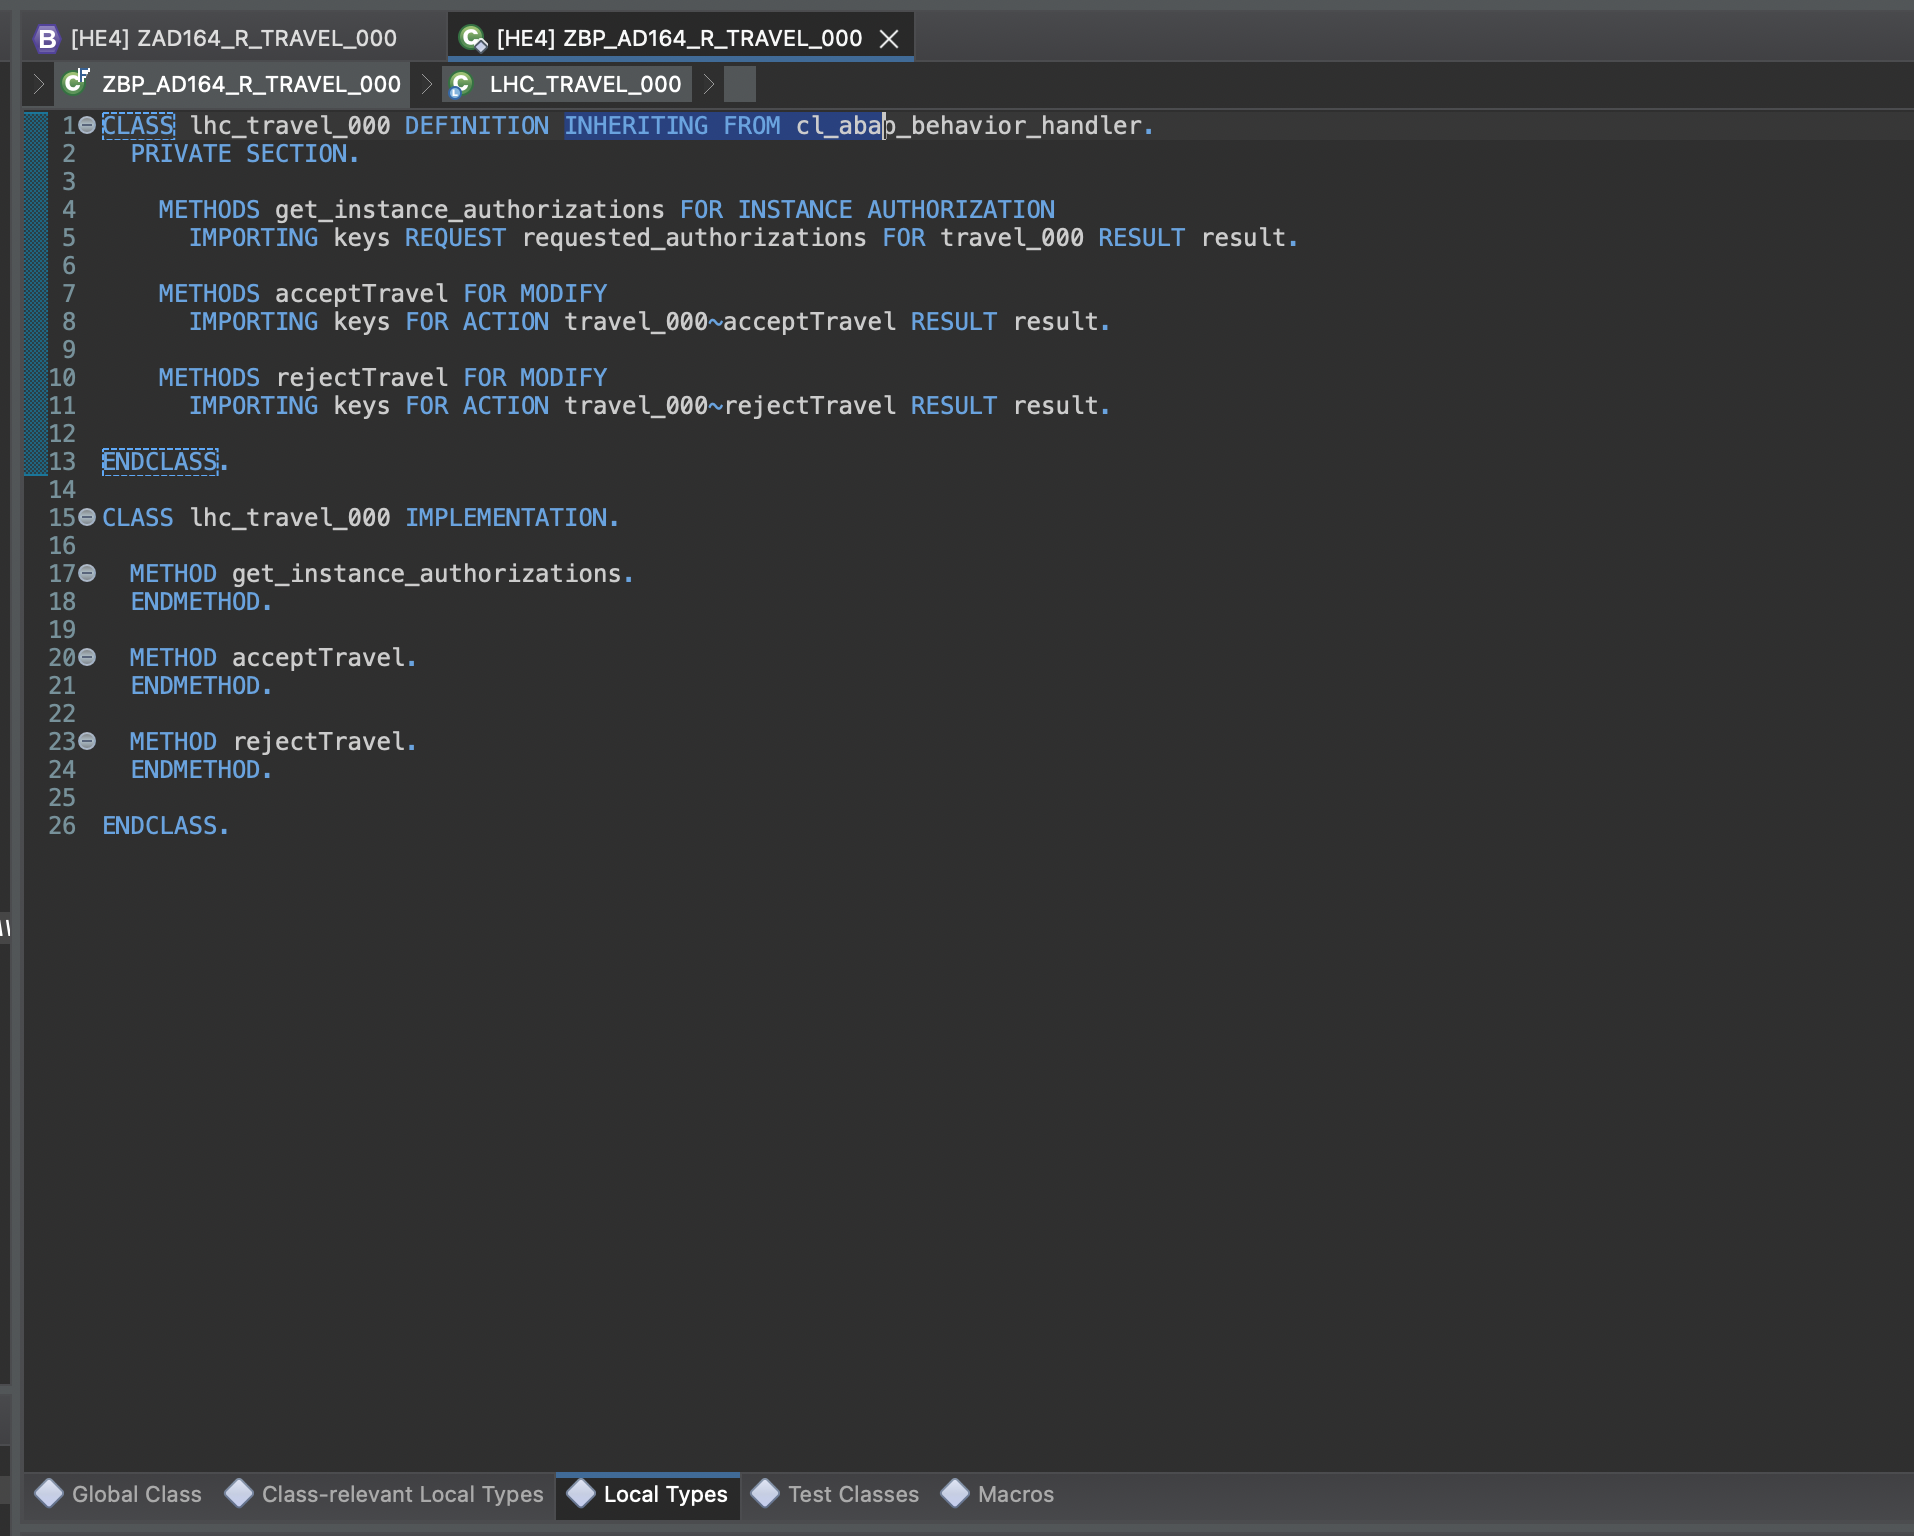 [HE4] ZAD164_R_TRAVEL_000
[HE4] ZBP_AD164_R_TRAVEL_000
ZBP_AD164_R_TRAVEL_000
LHC_TRAVEL_000
1 CLASS lhc_travel_000 DEFINITION INHERITING FROM cl_abap_behavior_handler.
2 PRIVATE SECTION.
3
4 METHODS get_instance_authorizations FOR INSTANCE AUTHORIZATION
5 IMPORTING keys REQUEST requested_authorizations FOR travel_000 RESULT result.
6
7 METHODS acceptTravel FOR MODIFY
8 IMPORTING keys FOR ACTION travel_000~acceptTravel RESULT result.
9
10 METHODS rejectTravel FOR MODIFY
11 IMPORTING keys FOR ACTION travel_000~rejectTravel RESULT result.
12
13 ENDCLASS.
14
15 CLASS lhc_travel_000 IMPLEMENTATION.
16
17 METHOD get_instance_authorizations.
18 ENDMETHOD.
19
20 METHOD acceptTravel.
21 ENDMETHOD.
22
23 METHOD rejectTravel.
24 ENDMETHOD.
25
26 ENDCLASS.
Global Class
Class-relevant Local Types
Local Types
Test Classes
Macros